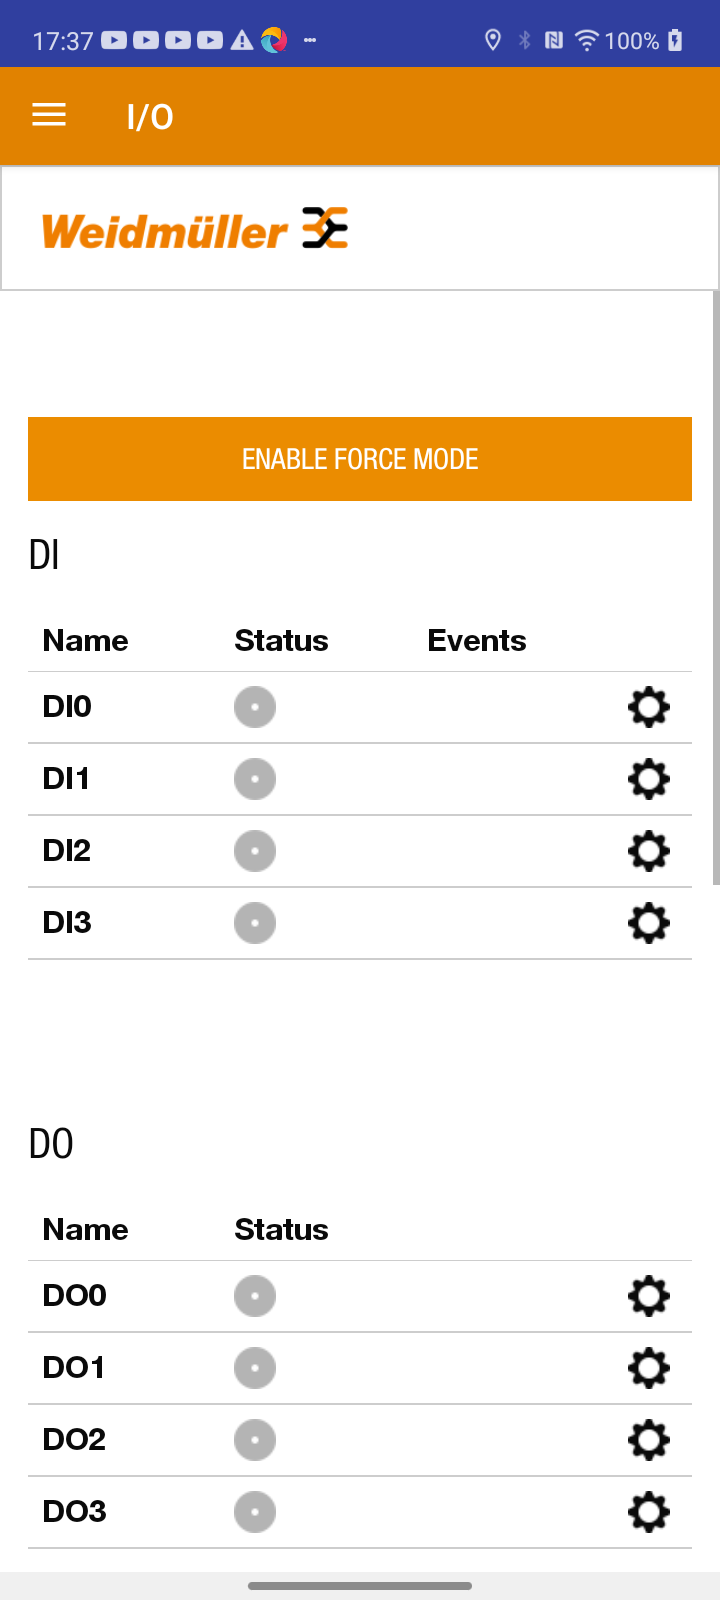 17:37 100%
I/O
Weidmüller
ENABLE FORCE MODE
DI
Name Status Events
DI0
DI1
DI2
DI3
DO
Name Status
DO0
DO1
DO2
DO3